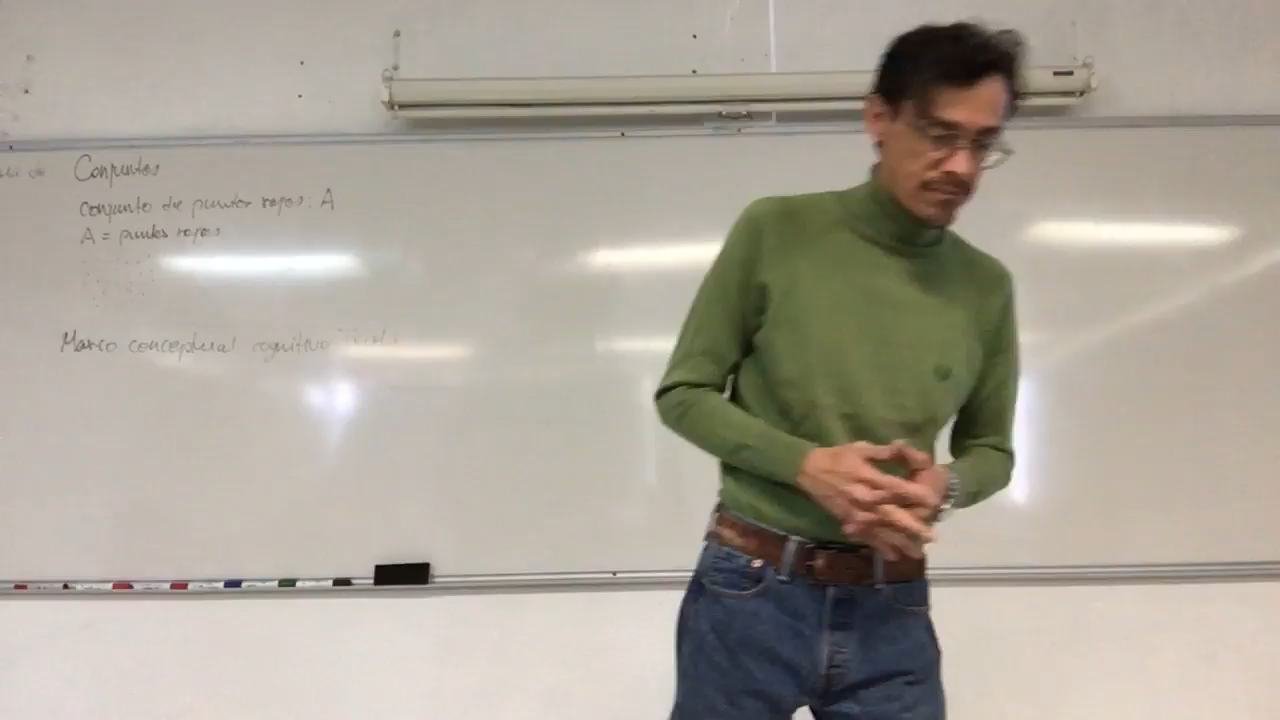 Conjuntos
conjunto de puntos rojos: A
A = puntos rojos
Marco conceptual cognitivo